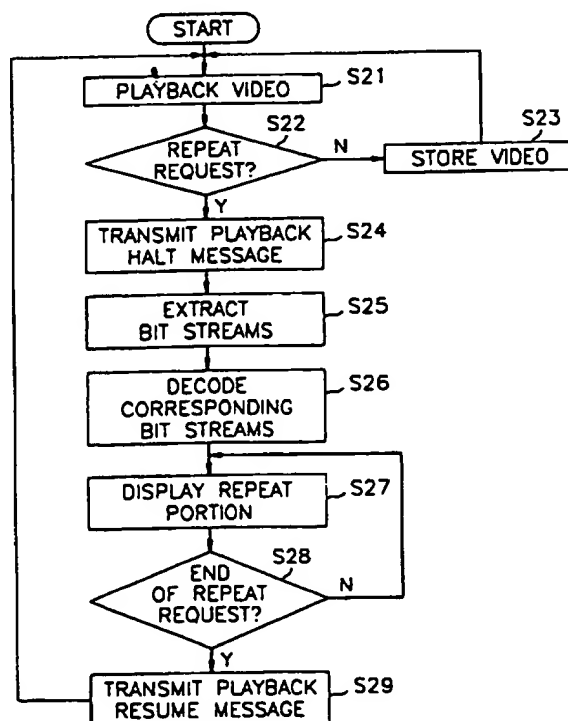 START
PLAYBACK VIDEO
S21
REPEAT
REQUEST?
S22
N
STORE VIDEO
S23
Y
TRANSMIT PLAYBACK
HALT MESSAGE
S24
EXTRACT
BIT STREAMS
S25
DECODE
CORRESPONDING
BIT STREAMS
S26
DISPLAY REPEAT
PORTION
S27
END
OF REPEAT
REQUEST?
S28
N
Y
TRANSMIT PLAYBACK
RESUME MESSAGE
S29